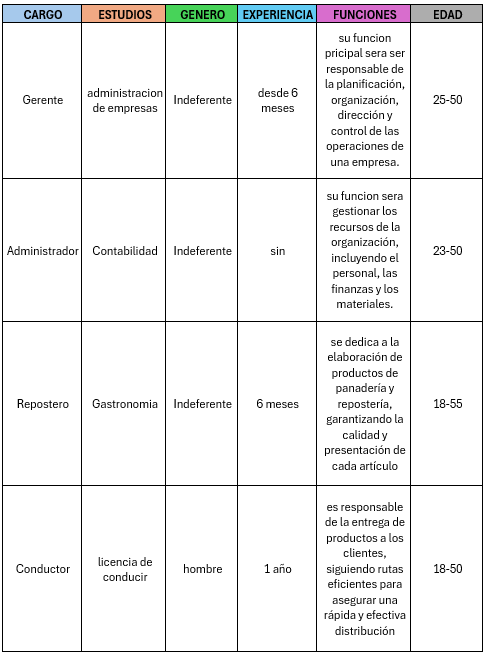 CARGO ESTUDIOS GENERO EXPERIENCIA FUNCIONES EDAD
Gerente
administracion
de empresas
Indeferente
desde 6
meses
su funcion
pricipal sera ser
responsable de
la planificación,
organización,
dirección y
control de las
operaciones de
una empresa.
25-50
Administrador
Contabilidad
Indeferente
sin
su funcion sera
gestionar los
recursos de la
organización,
incluyendo el
personal, las
finanzas y los
materiales.
23-50
Repostero
Gastronomia
Indeferente
6 meses
se dedica a la
elaboración de
productos de
panadería y
repostería,
garantizando la
calidad y
presentación de
cada artículo
18-55
Conductor
licencia de
conducir
hombre
1 año
es responsable
de la entrega de
productos a los
clientes,
siguiendo rutas
eficientes para
asegurar una
rápida y efectiva
distribución
18-50